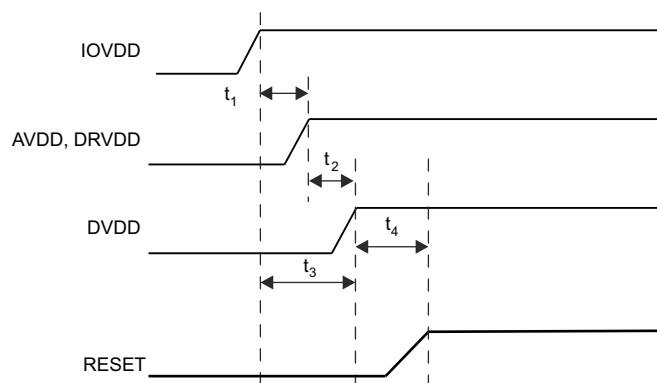 IOVDD
t1
AVDD, DRVDD
t2
DVDD
t4
t3
RESET